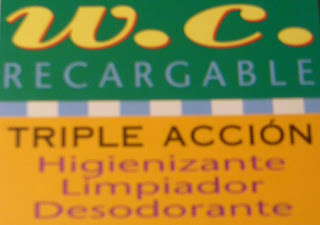 w.c.
RECARGABLE
TRIPLE ACCIÓN
Higienizante
Limpiador
Desodorante